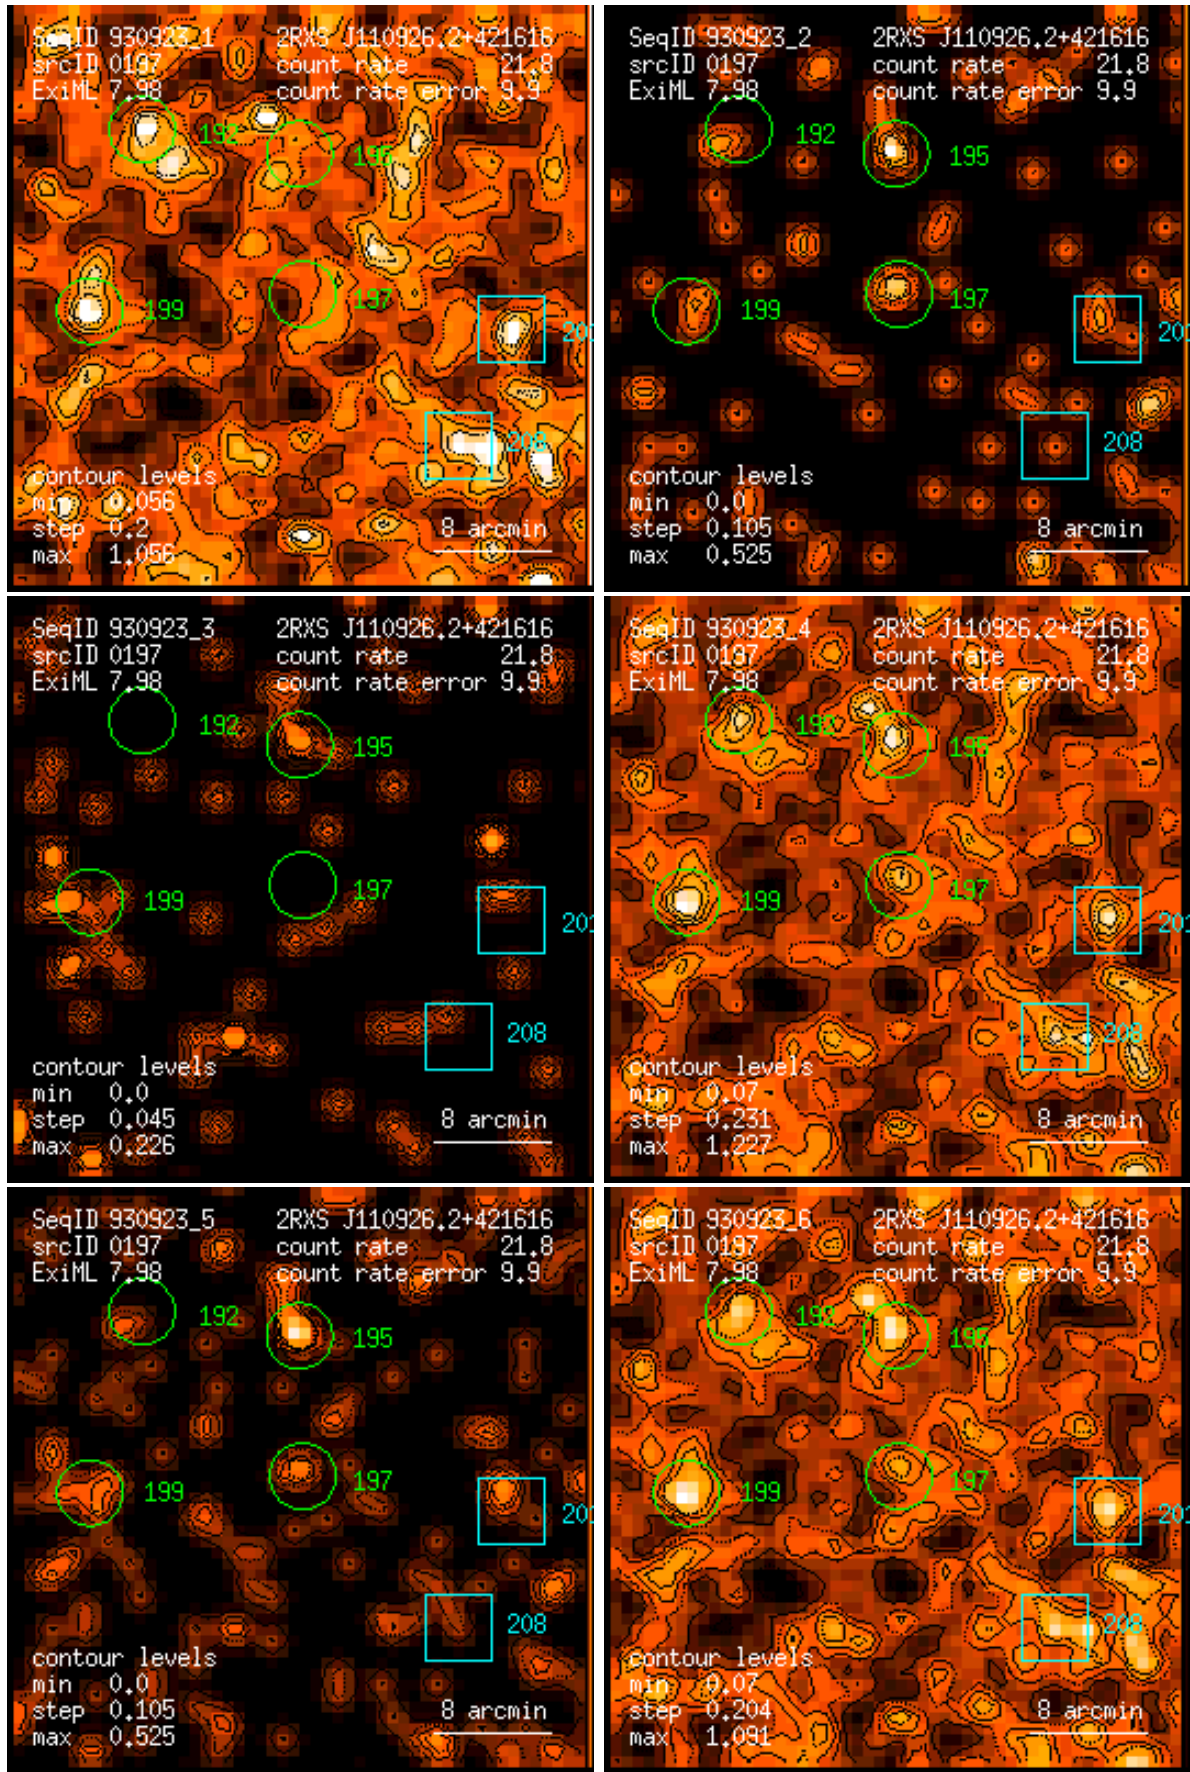 SeqID 930923_1 2RXS J110926.2+421616
srcID 0197 count rate 21.8
ExiML 7.98 count rate error 9.9
192
195
199
197
201
208
contour levels
min 0.056
step 0.2
max 1.056
8 arcmin
SeqID 930923_2 2RXS J110926.2+421616
srcID 0197 count rate 21.8
ExiML 7.98 count rate error 9.9
192
195
199
197
20
208
contour levels
min 0.0
step 0.105
max 0.525
8 arcmin
SeqID 930923_3 2RXS J110926.2+421616
srcID 0197 count rate 21.8
ExiML 7.98 count rate error 9.9
192
195
199
197
201
208
contour levels
min 0.0
step 0.045
max 0.226
8 arcmin
SeqID 930923_4 2RXS J110926.2+421616
srcID 0197 count rate 21.8
ExiML 7.98 count rate error 9.9
192
195
199
197
20
208
contour levels
min 0.07
step 0.231
max 1.227
8 arcmin
SeqID 930923_5 2RXS J110926.2+421616
srcID 0197 count rate 21.8
ExiML 7.98 count rate error 9.9
192
195
199
197
201
208
contour levels
min 0.0
step 0.105
max 0.525
8 arcmin
SeqID 930923_6 2RXS J110926.2+421616
srcID 0197 count rate 21.8
ExiML 7.98 count rate error 9.9
192
195
199
197
20
208
contour levels
min 0.07
step 0.204
max 1.091
8 arcmin